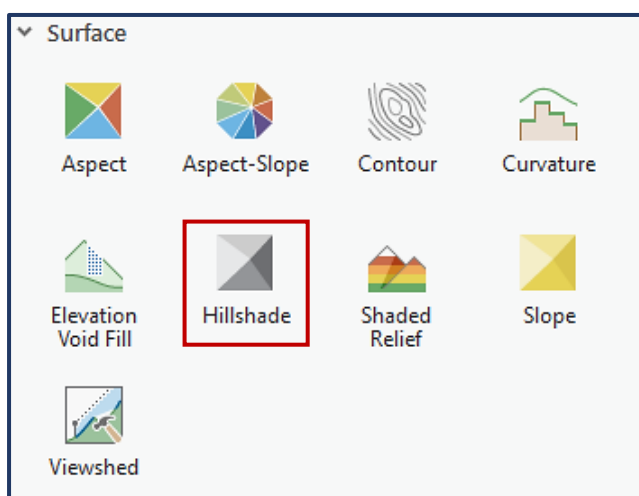 Surface
Aspect
Aspect-Slope
Contour
Curvature
Elevation
Void Fill
Hillshade
Shaded
Relief
Slope
Viewshed